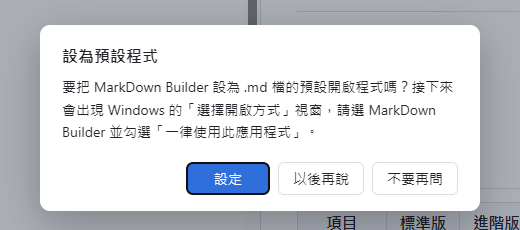 設為預設程式
要把 MarkDown Builder 設為 .md 檔的預設開啟程式嗎？接下來
會出現 Windows 的「選擇開啟方式」視窗，請選 MarkDown
Builder 並勾選「一律使用此應用程式」。
設定 以後再說 不要再問
項目 標準版 進階版